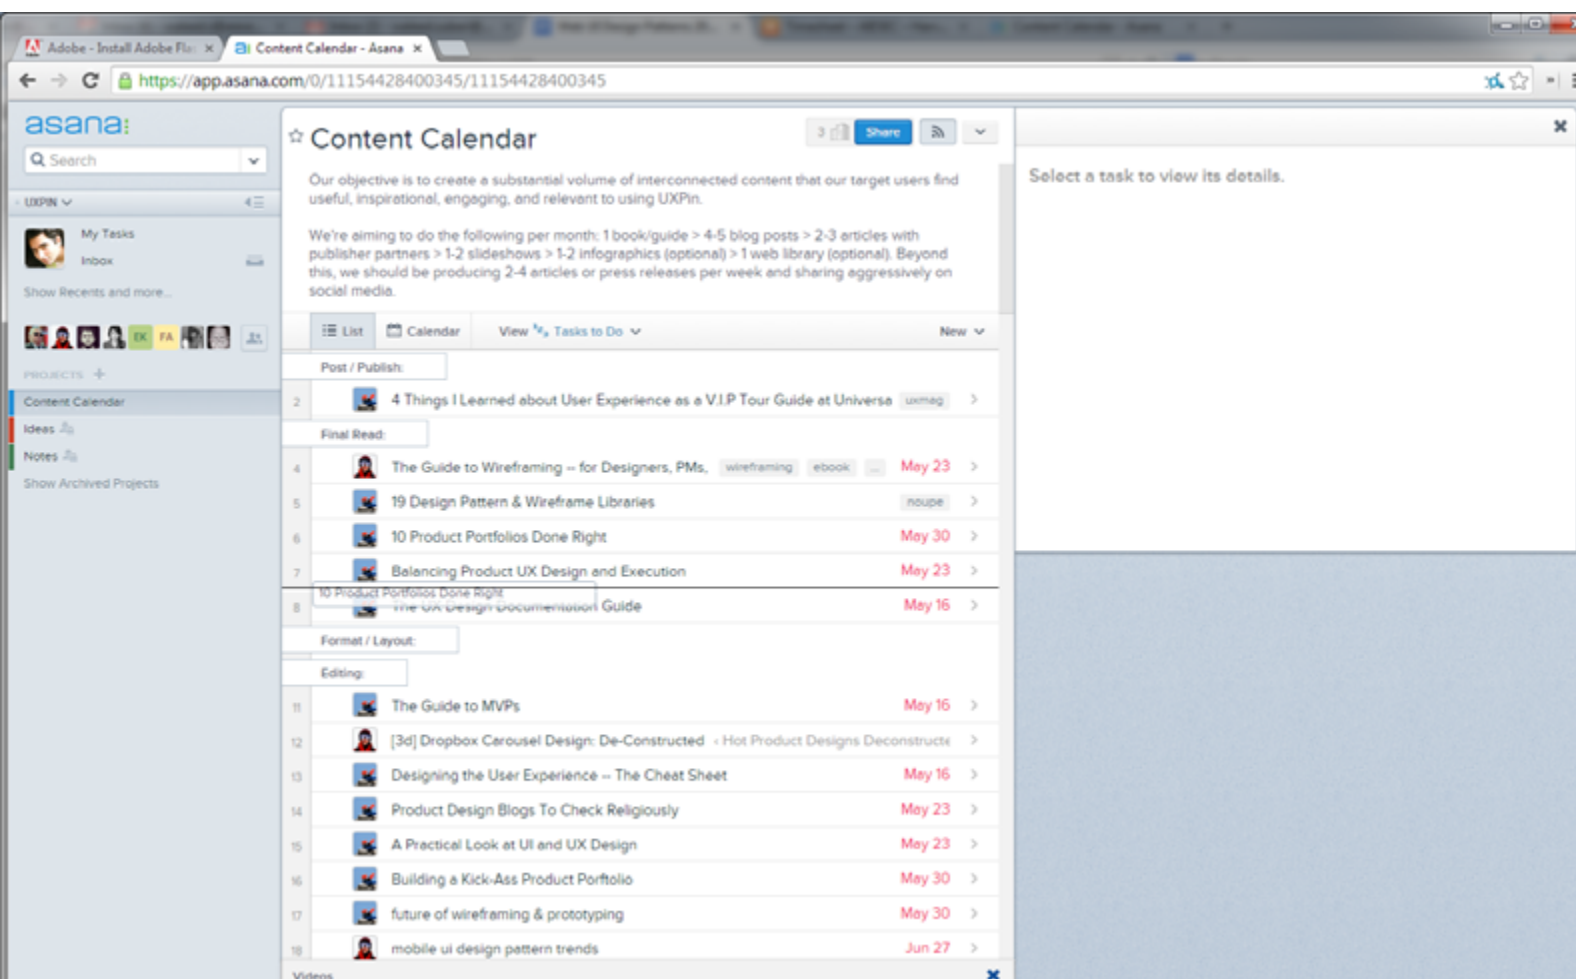 Adobe - Install Adobe Fla
Content Calendar - Asana
https://app.asana.com/0/11154428400345/11154428400345
asana
Search
UXPIN
My Tasks
Inbox
Show Recents and more...
EK FA
PROJECTS +
Content Calendar
Ideas
Notes
Show Archived Projects
Content Calendar
3 Share
Our objective is to create a substantial volume of interconnected content that our target users find
useful, inspirational, engaging, and relevant to using UXPin.
We're aiming to do the following per month: 1 book/guide > 4-5 blog posts > 2-3 articles with
publisher partners > 1-2 slideshows > 1-2 infographics (optional) > 1 web library (optional). Beyond
this, we should be producing 2-4 articles or press releases per week and sharing aggressively on
social media.
List Calendar View Tasks to Do New
Post / Publish:
2 4 Things I Learned about User Experience as a V.I.P Tour Guide at Universa uxmag
Final Read:
4 The Guide to Wireframing -- for Designers, PMs, wireframing ebook ... May 23
5 19 Design Pattern & Wireframe Libraries noupe
6 10 Product Portfolios Done Right May 30
7 Balancing Product UX Design and Execution May 23
10 Product Portfolios Done Right
8 The UX Design Documentation Guide May 16
Format / Layout:
Editing:
11 The Guide to MVPs May 16
12 [3d] Dropbox Carousel Design: De-Constructed ‹ Hot Product Designs Deconstructe
13 Designing the User Experience -- The Cheat Sheet May 16
14 Product Design Blogs To Check Religiously May 23
15 A Practical Look at UI and UX Design May 23
16 Building a Kick-Ass Product Porftolio May 30
17 future of wireframing & prototyping May 30
18 mobile ui design pattern trends Jun 27
Videos
Select a task to view its details.